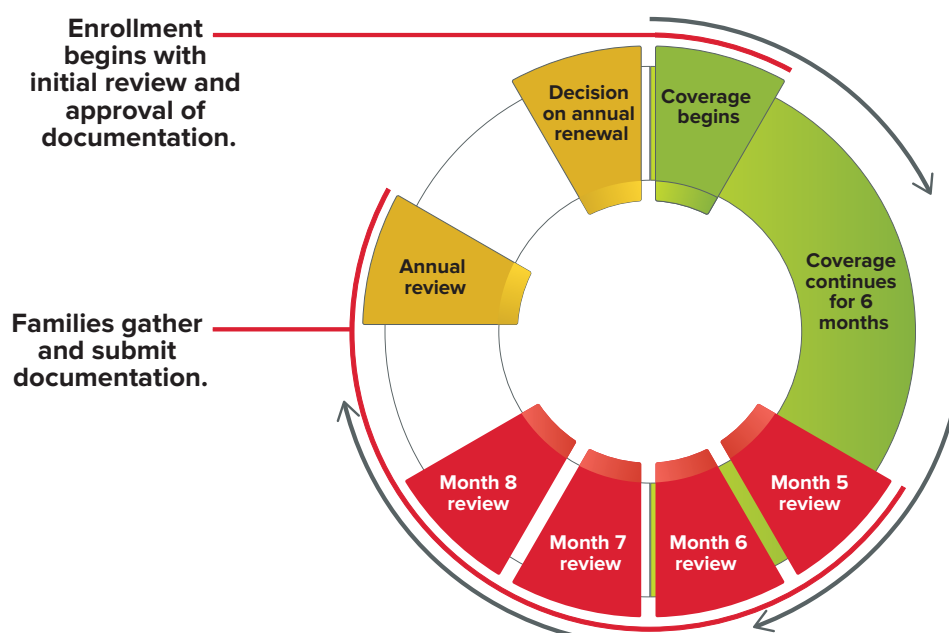 Enrollment
begins with
initial review and
approval of
documentation.
Decision
on annual
renewal
Coverage
begins
Coverage
continues
for 6
months
Month 5
review
Month 6
review
Month 7
review
Month 8
review
Annual
review
Families gather
and submit
documentation.